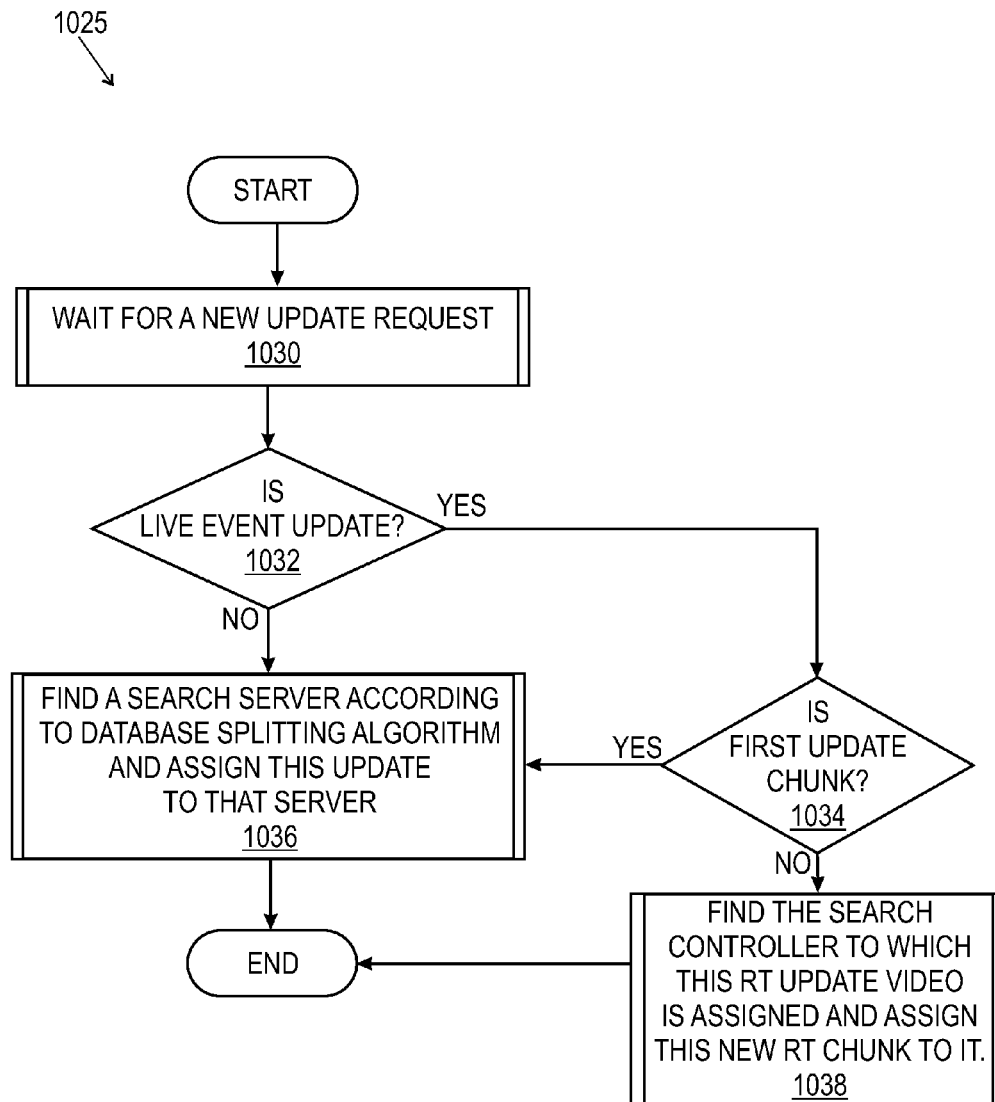 1025
START
WAIT FOR A NEW UPDATE REQUEST
1030
IS
LIVE EVENT UPDATE?
1032
YES
NO
FIND A SEARCH SERVER ACCORDING
TO DATABASE SPLITTING ALGORITHM
AND ASSIGN THIS UPDATE
TO THAT SERVER
1036
YES
IS
FIRST UPDATE
CHUNK?
1034
NO
FIND THE SEARCH
CONTROLLER TO WHICH
THIS RT UPDATE VIDEO
IS ASSIGNED AND ASSIGN
THIS NEW RT CHUNK TO IT.
1038
END